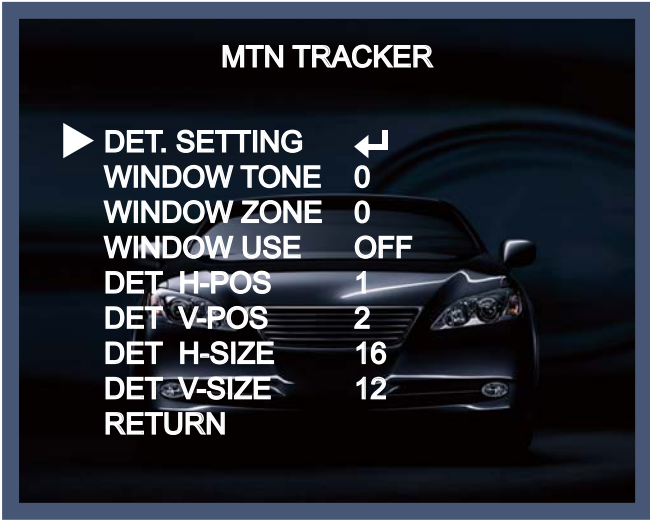 MTN TRACKER
DET. SETTING ↵
WINDOW TONE 0
WINDOW ZONE 0
WINDOW USE OFF
DET H-POS 1
DET V-POS 2
DET H-SIZE 16
DET V-SIZE 12
RETURN